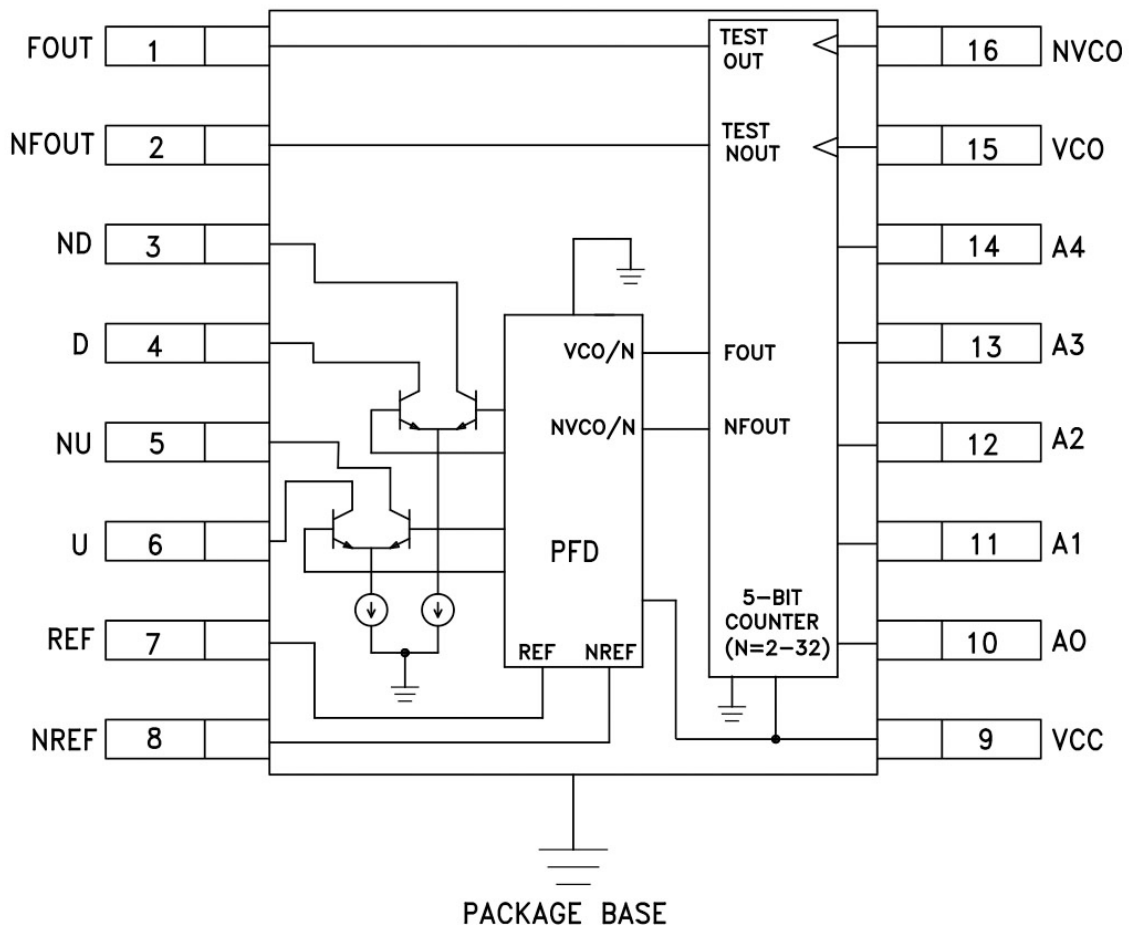 FOUT 1
NFOUT 2
ND 3
D 4
NU 5
U 6
REF 7
NREF 8
16 NVCO
15 VCO
14 A4
13 A3
12 A2
11 A1
10 A0
9 VCC
TEST
OUT
TEST
NOUT
VCO/N
FOUT
NVCO/N
NFOUT
PFD
REF NREF
5-BIT
COUNTER
(N=2-32)
PACKAGE BASE